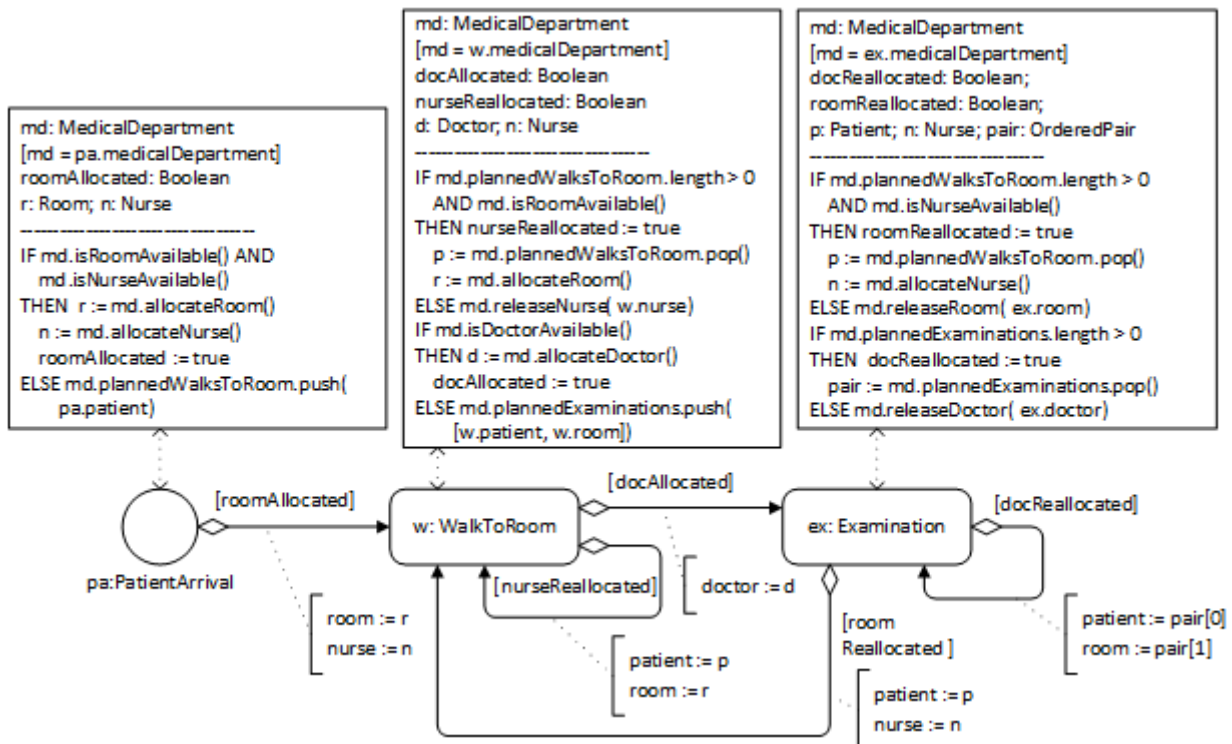 md: MedicalDepartment
[md = pa.medicalDepartment]
roomAllocated: Boolean
r: Room; n: Nurse
------------------------------------
IF md.isRoomAvailable() AND
md.isNurseAvailable()
THEN r := md.allocateRoom()
n := md.allocateNurse()
roomAllocated := true
ELSE md.plannedWalksToRoom.push(
pa.patient)
md: MedicalDepartment
[md = w.medicalDepartment]
docAllocated: Boolean
nurseReallocated: Boolean
d: Doctor; n: Nurse
------------------------------------
IF md.plannedWalksToRoom.length > 0
AND md.isRoomAvailable()
THEN nurseReallocated := true
p := md.plannedWalksToRoom.pop()
r := md.allocateRoom()
ELSE md.releaseNurse( w.nurse)
IF md.isDoctorAvailable()
THEN d := md.allocateDoctor()
docAllocated := true
ELSE md.plannedExaminations.push(
[w.patient, w.room])
md: MedicalDepartment
[md = ex.medicalDepartment]
docReallocated: Boolean;
roomReallocated: Boolean;
p: Patient; n: Nurse; pair: OrderedPair
------------------------------------
IF md.plannedWalksToRoom.length > 0
AND md.isNurseAvailable()
THEN roomReallocated := true
p := md.plannedWalksToRoom.pop()
n := md.allocateNurse()
ELSE md.releaseRoom( ex.room)
IF md.plannedExaminations.length > 0
THEN docReallocated := true
pair := md.plannedExaminations.pop()
ELSE md.releaseDoctor( ex.doctor)
pa:PatientArrival
[roomAllocated]
room := r
nurse := n
w: WalkToRoom
[nurseReallocated]
patient := p
room := r
[docAllocated]
doctor := d
ex: Examination
[docReallocated]
patient := pair[0]
room := pair[1]
[room
Reallocated ]
patient := p
nurse := n